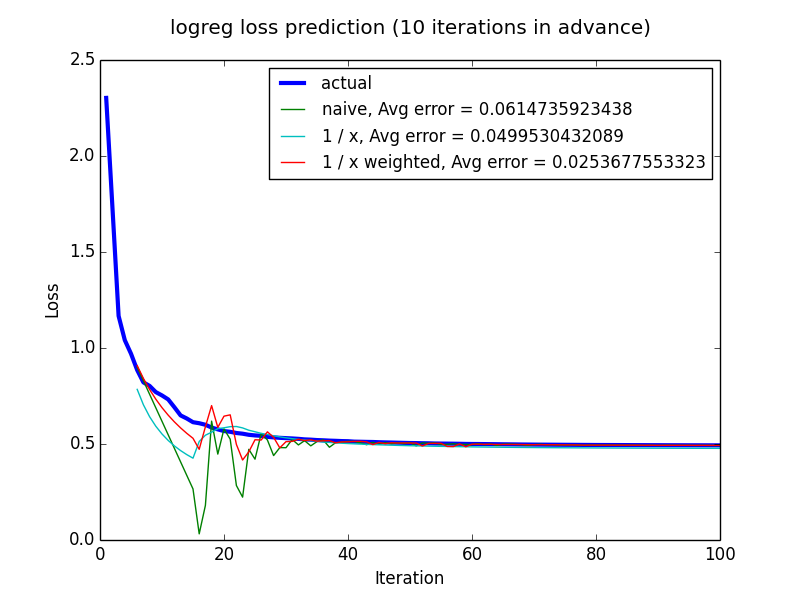 logreg loss prediction (10 iterations in advance)
2.5
2.0
1.5
1.0
0.5
0.0
Loss
actual
naive, Avg error = 0.0614735923438
1 / x, Avg error = 0.0499530432089
1 / x weighted, Avg error = 0.0253677553323
0 20 40 60 80 100
Iteration